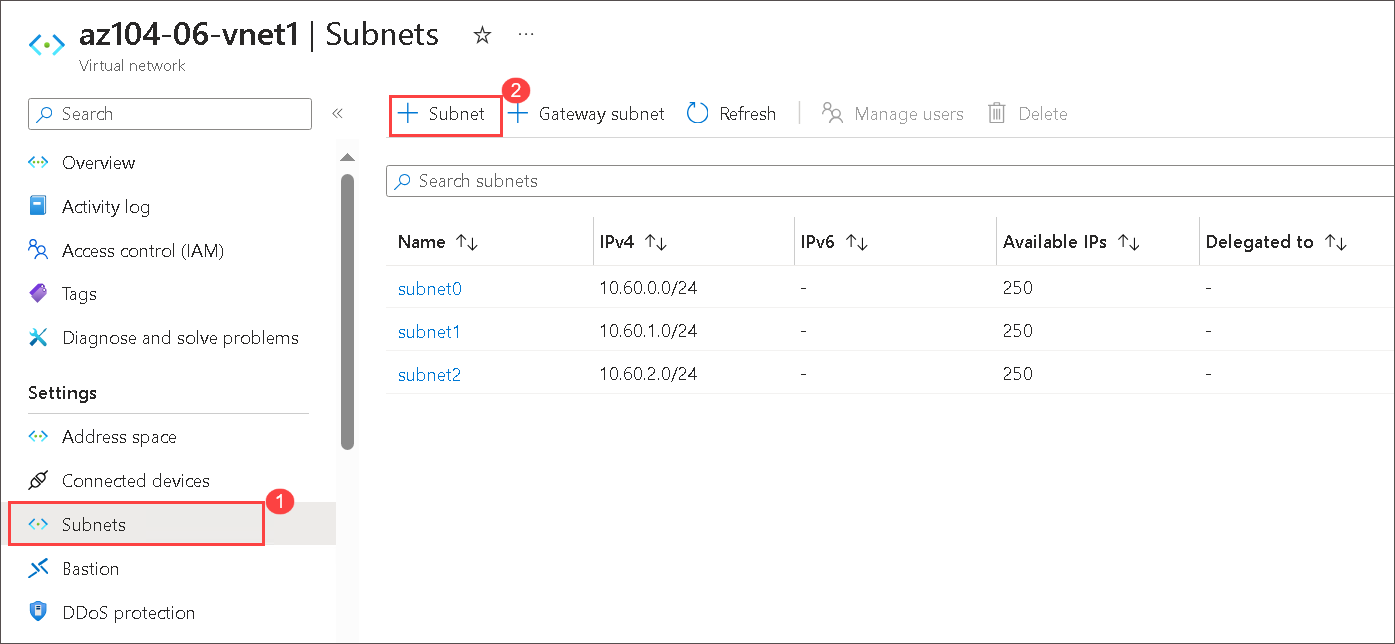 az104-06-vnet1 | Subnets
Virtual network
Search
Overview
Activity log
Access control (IAM)
Tags
Diagnose and solve problems
Settings
Address space
Connected devices
Subnets
1
Bastion
DDoS protection
Subnet
2
Gateway subnet
Refresh
Manage users
Delete
Search subnets
Name IPv4 IPv6 Available IPs Delegated to
subnet0 10.60.0.0/24 - 250 -
subnet1 10.60.1.0/24 - 250 -
subnet2 10.60.2.0/24 - 250 -